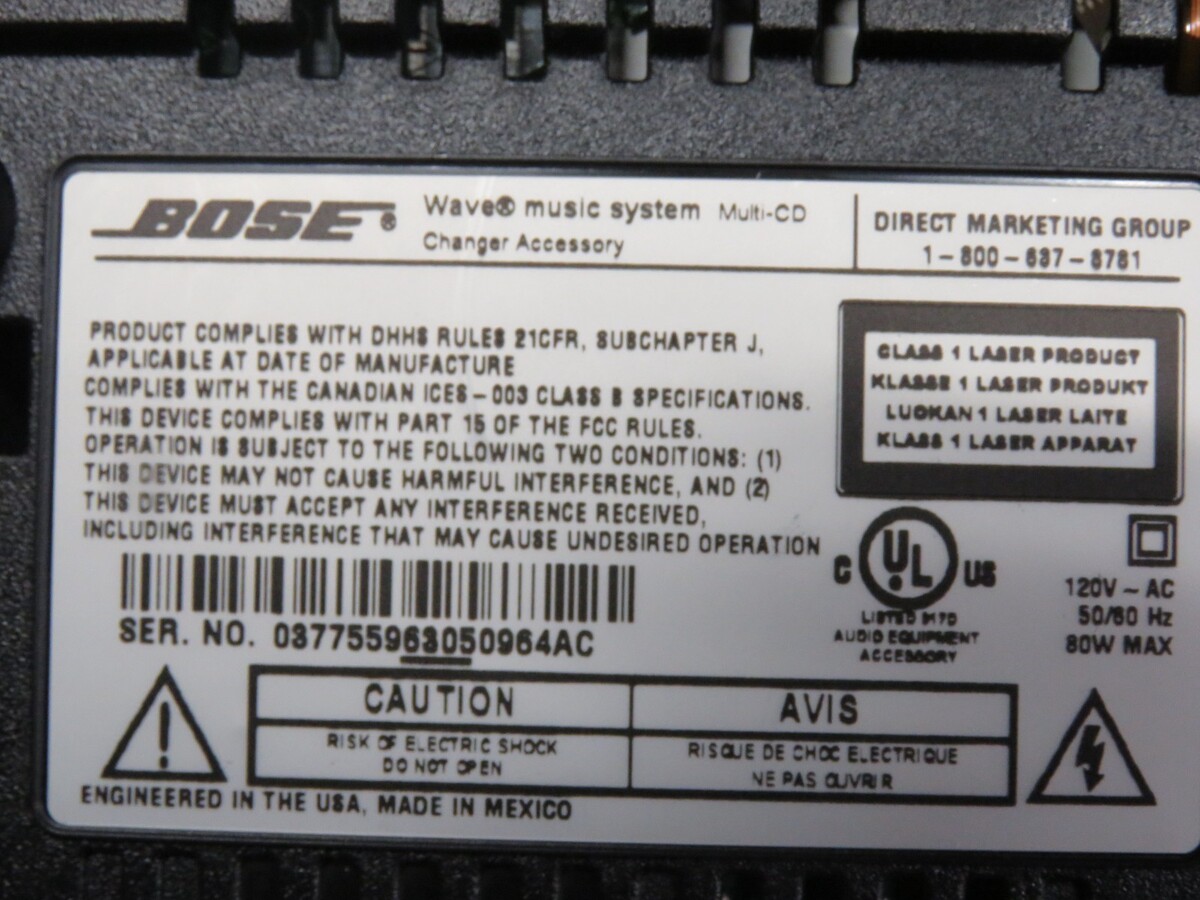 BOSE® Wave® music system Multi-CD
Changer Accessory
DIRECT MARKETING GROUP
1-800-637-8781
PRODUCT COMPLIES WITH DHHS RULES 21CFR, SUBCHAPTER J,
APPLICABLE AT DATE OF MANUFACTURE
COMPLIES WITH THE CANADIAN ICES-003 CLASS B SPECIFICATIONS.
THIS DEVICE COMPLIES WITH PART 15 OF THE FCC RULES.
OPERATION IS SUBJECT TO THE FOLLOWING TWO CONDITIONS: (1)
THIS DEVICE MAY NOT CAUSE HARMFUL INTERFERENCE, AND (2)
THIS DEVICE MUST ACCEPT ANY INTERFERENCE RECEIVED,
INCLUDING INTERFERENCE THAT MAY CAUSE UNDESIRED OPERATION
CLASS 1 LASER PRODUCT
KLASSE 1 LASER PRODUKT
LUOKAN 1 LASER LAITE
KLASS 1 LASER APPARAT
C UL US
LISTED
AUDIO EQUIPMENT
ACCESSORY
120V ~ AC
50/60 Hz
80W MAX
SER. NO. 037755963050964AC
CAUTION
RISK OF ELECTRIC SHOCK
DO NOT OPEN
AVIS
RISQUE DE CHOC ELECTRIQUE
NE PAS OUVRIR
ENGINEERED IN THE USA, MADE IN MEXICO